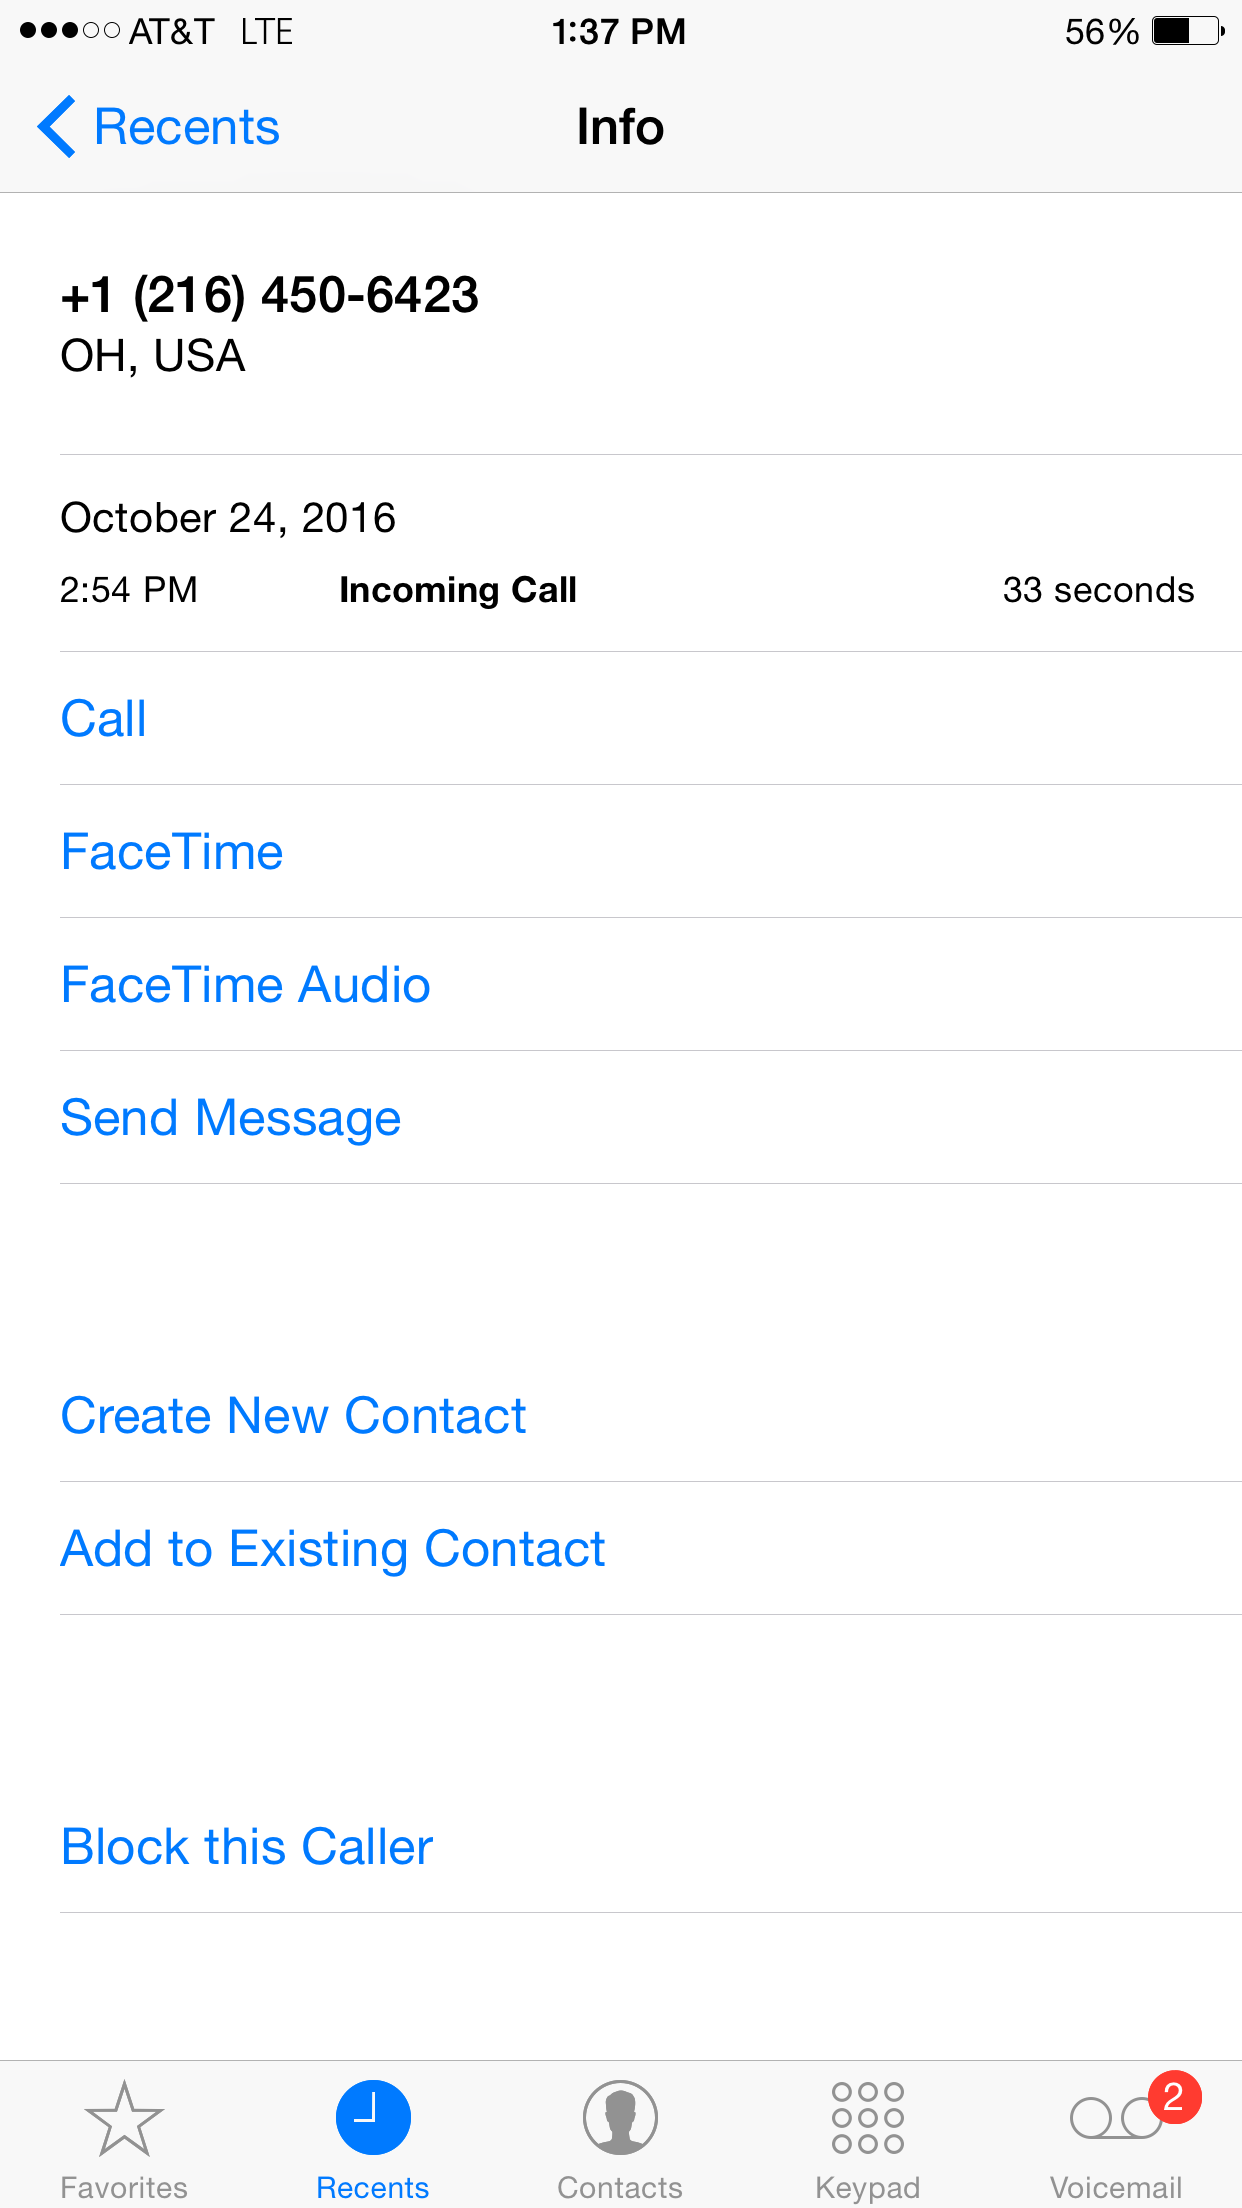 AT&T LTE 1:37 PM 56%
Recents Info
+1 (216) 450-6423
OH, USA
October 24, 2016
2:54 PM Incoming Call 33 seconds
Call
FaceTime
FaceTime Audio
Send Message
Create New Contact
Add to Existing Contact
Block this Caller
2
Favorites Recents Contacts Keypad Voicemail